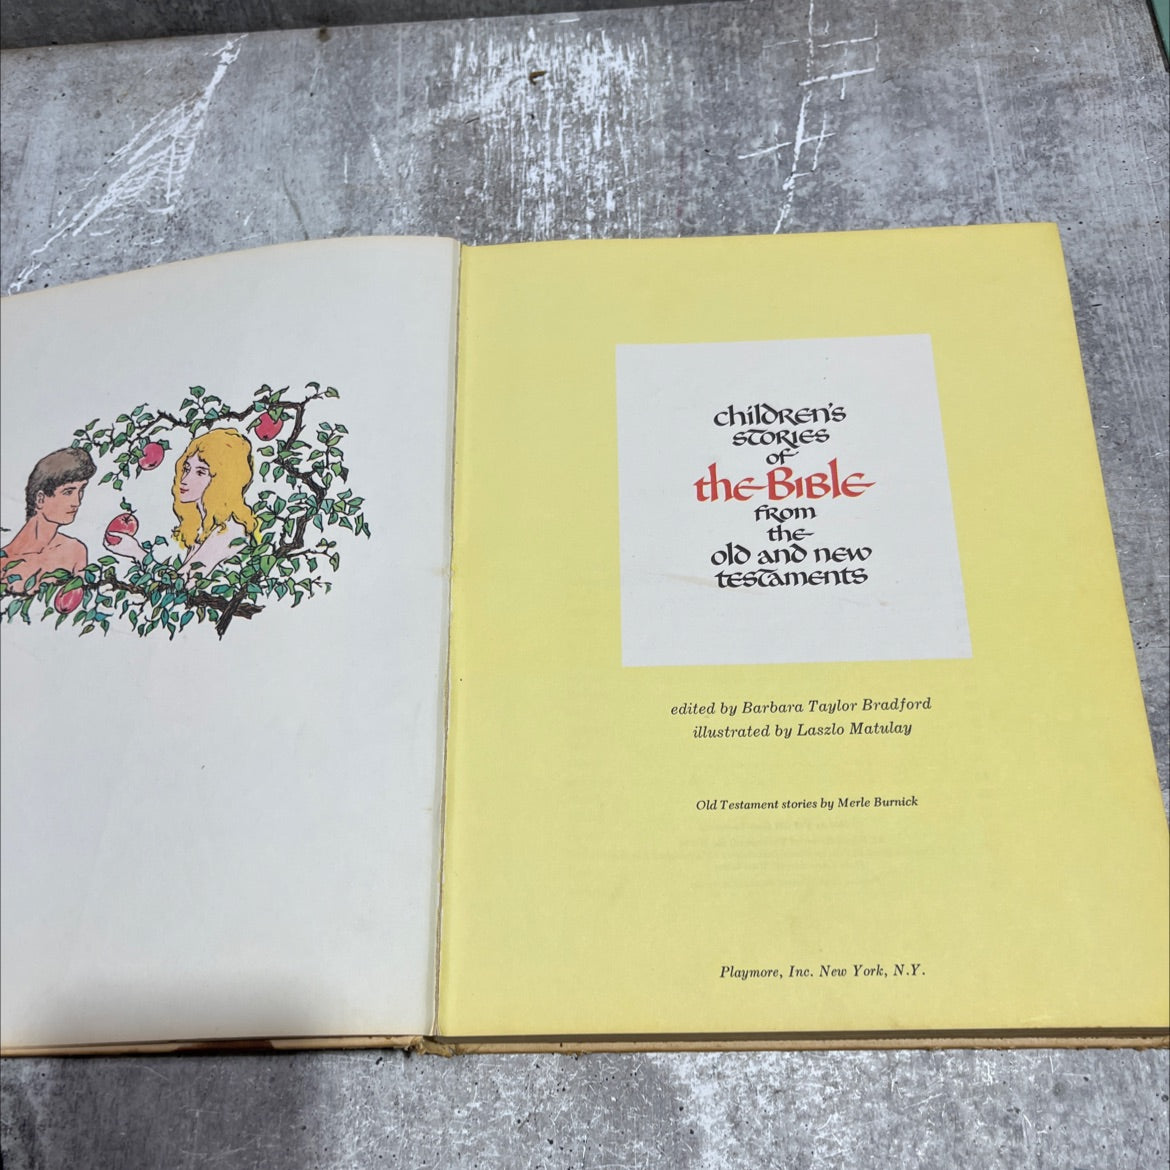 children's
stories
of
the Bible
from
the
old and new
testaments
edited by Barbara Taylor Bradford
illustrated by Laszlo Matulay
Old Testament stories by Merle Burnick
Playmore, Inc. New York, N.Y.